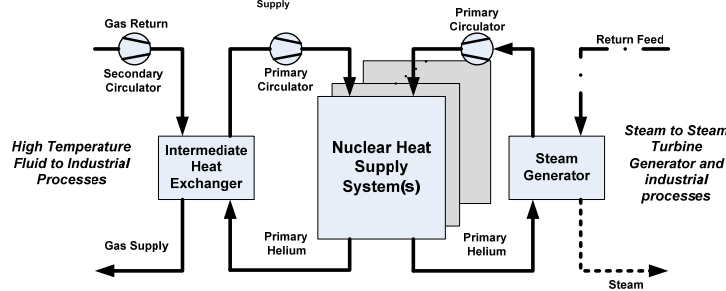 Supply
Gas Return
Primary
Circulator
Return Feed
Secondary
Circulator
Primary
Circulator
High Temperature
Fluid to Industrial
Processes
Intermediate
Heat
Exchanger
Nuclear Heat
Supply
System(s)
Steam
Generator
Steam to Steam
Turbine
Generator and
industrial
processes
Gas Supply
Primary
Helium
Primary
Helium
Steam